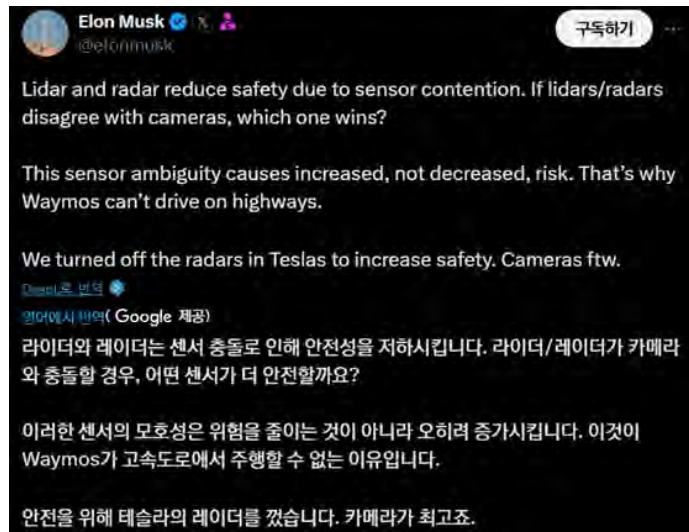 Elon Musk
@elonmusk
구독하기
Lidar and radar reduce safety due to sensor contention. If lidars/radars
disagree with cameras, which one wins?
This sensor ambiguity causes increased, not decreased, risk. That's why
Waymos can't drive on highways.
We turned off the radars in Teslas to increase safety. Cameras ftw.
DeepL로 번역
영어에서 번역( Google 제공)
라이더와 레이더는 센서 충돌로 인해 안전성을 저하시킵니다. 라이더/레이더가 카메라
와 충돌할 경우, 어떤 센서가 더 안전할까요?
이러한 센서의 모호성은 위험을 줄이는 것이 아니라 오히려 증가시킵니다. 이것이
Waymos가 고속도로에서 주행할 수 없는 이유입니다.
안전을 위해 테슬라의 레이더를 껐습니다. 카메라가 최고죠.